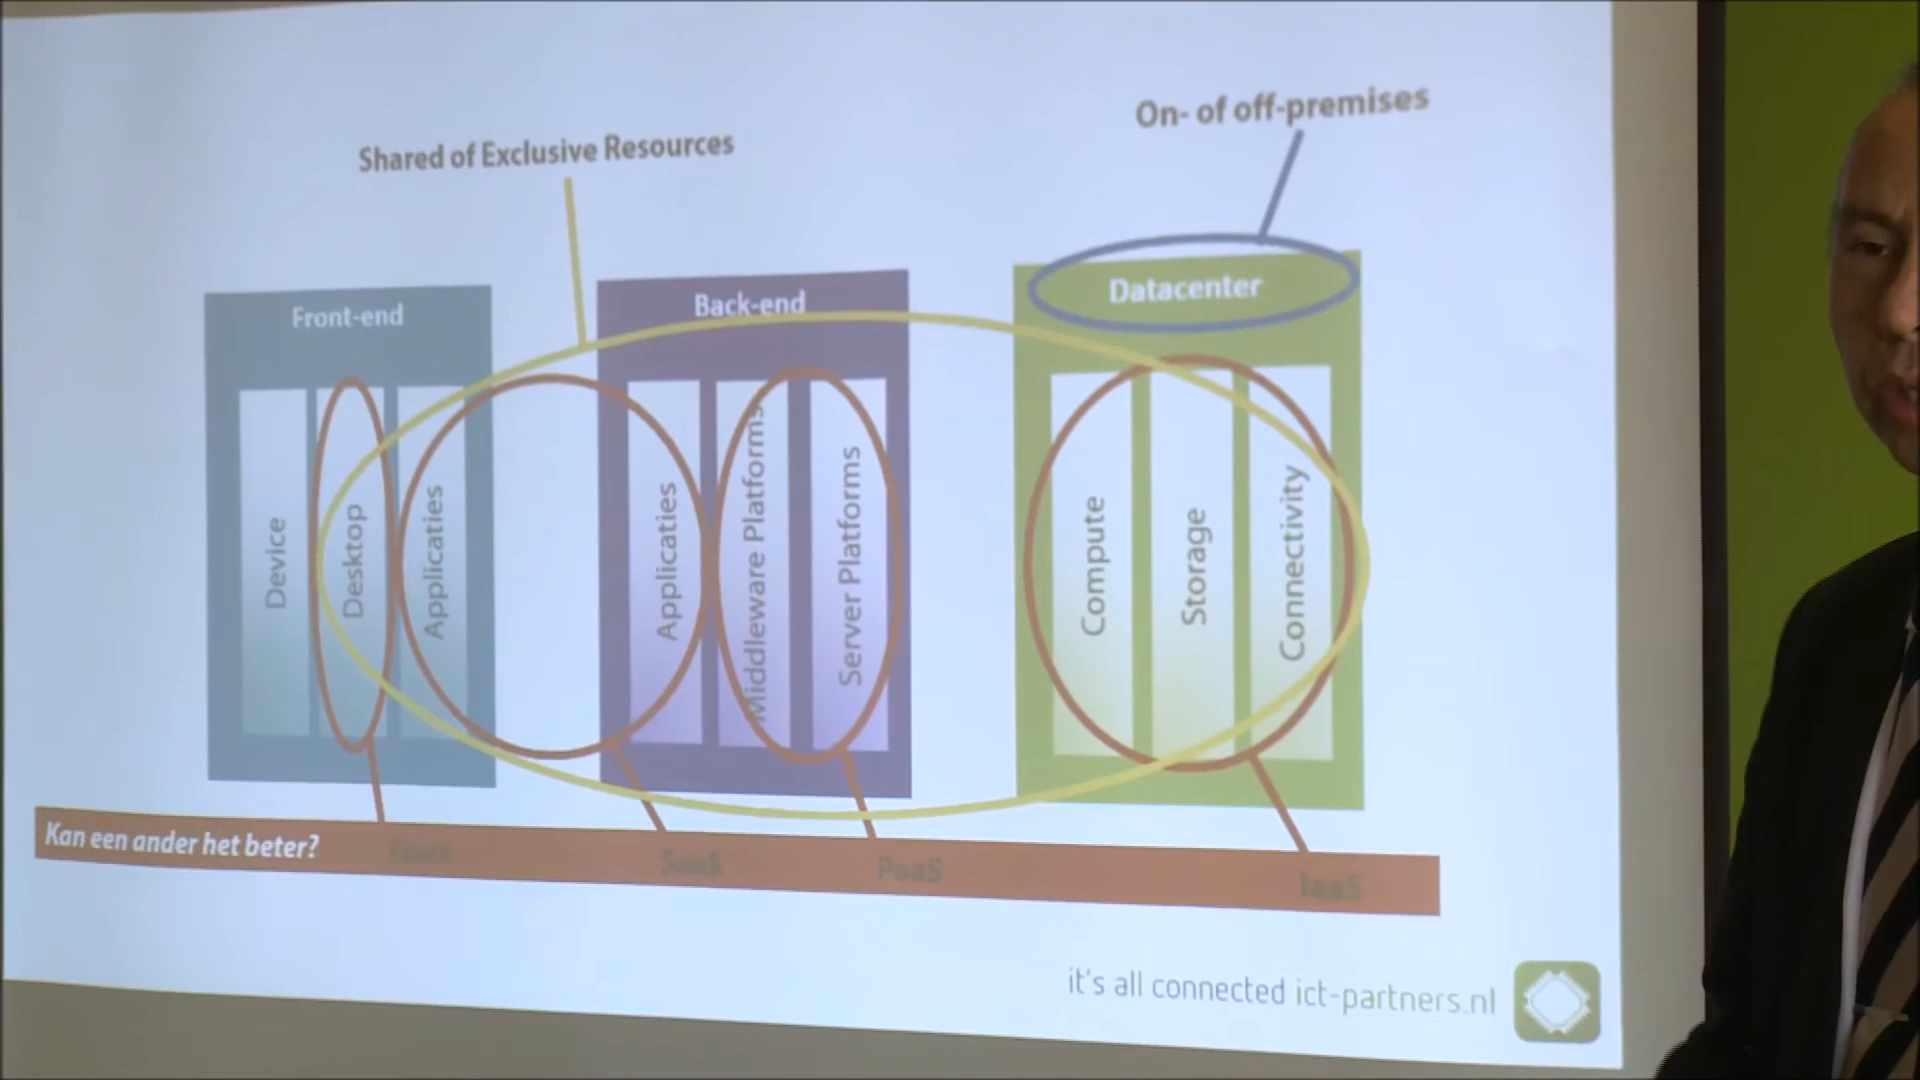 On- of off-premises
Shared of Exclusive Resources
Front-end
Back-end
Datacenter
Device
Desktop
Applicaties
Applicaties
Middleware Platforms
Server Platforms
Compute
Storage
Connectivity
Kan een ander het beter?
SaaS
PaaS
IaaS
it's all connected ict-partners.nl